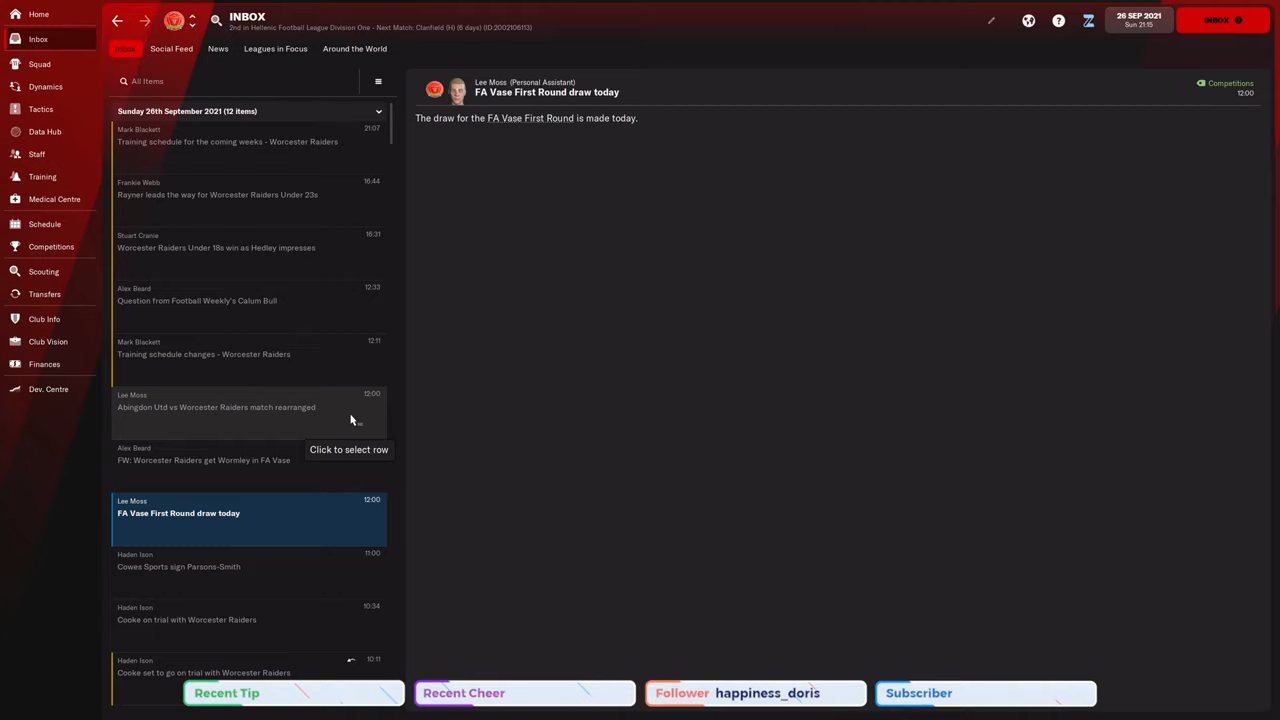 Home
Inbox
Squad
Dynamics
Tactics
Data Hub
Staff
Training
Medical Centre
Schedule
Competitions
Scouting
Transfers
Club Info
Club Vision
Finances
Dev. Centre
INBOX
2nd in Hellenic Football League Division One - Next Match: Clanfield (H) (6 days) (ID:2002106113)
26 SEP 2021
Sun 21:15
INBOX
Inbox
Social Feed
News
Leagues in Focus
Around the World
All Items
Sunday 26th September 2021 (12 items)
Mark Blackett
21:07
Training schedule for the coming weeks - Worcester Raiders
Frankie Webb
16:44
Rayner leads the way for Worcester Raiders Under 23s
Stuart Cranie
16:31
Worcester Raiders Under 18s win as Hedley impresses
Alex Beard
12:33
Question from Football Weekly's Calum Bull
Mark Blackett
12:11
Training schedule changes - Worcester Raiders
Lee Moss
12:00
Abingdon Utd vs Worcester Raiders match rearranged
Click to select row
Alex Beard
FW: Worcester Raiders get Wormley in FA Vase
Lee Moss
12:00
FA Vase First Round draw today
Haden Ison
11:00
Cowes Sports sign Parsons-Smith
Haden Ison
10:34
Cooke on trial with Worcester Raiders
Haden Ison
10:11
Cooke set to go on trial with Worcester Raiders
Lee Moss (Personal Assistant)
FA Vase First Round draw today
Competitions
12:00
The draw for the FA Vase First Round is made today.
Recent Tip
Recent Cheer
Follower happiness_doris
Subscriber